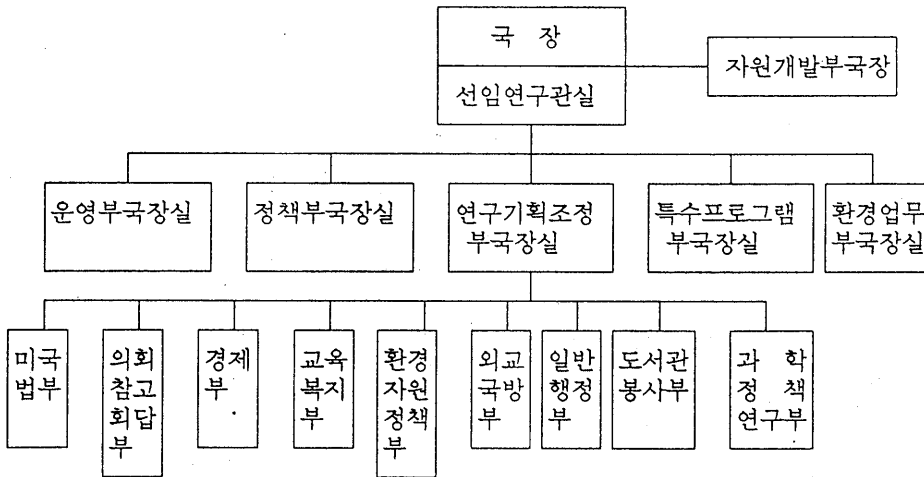 국 장
선임연구관실
자원개발부국장
운영부국장실
정책부국장실
연구기획조정
부국장실
특수프로그램
부국장실
환경업무
부국장실
미국
법부
의회
참고
회답
부
경제
부
교육
복지
부
환경
자원
정책
부
외교
국방
부
일반
행정
부
도서관
봉사부
과 학
정 책
연구부